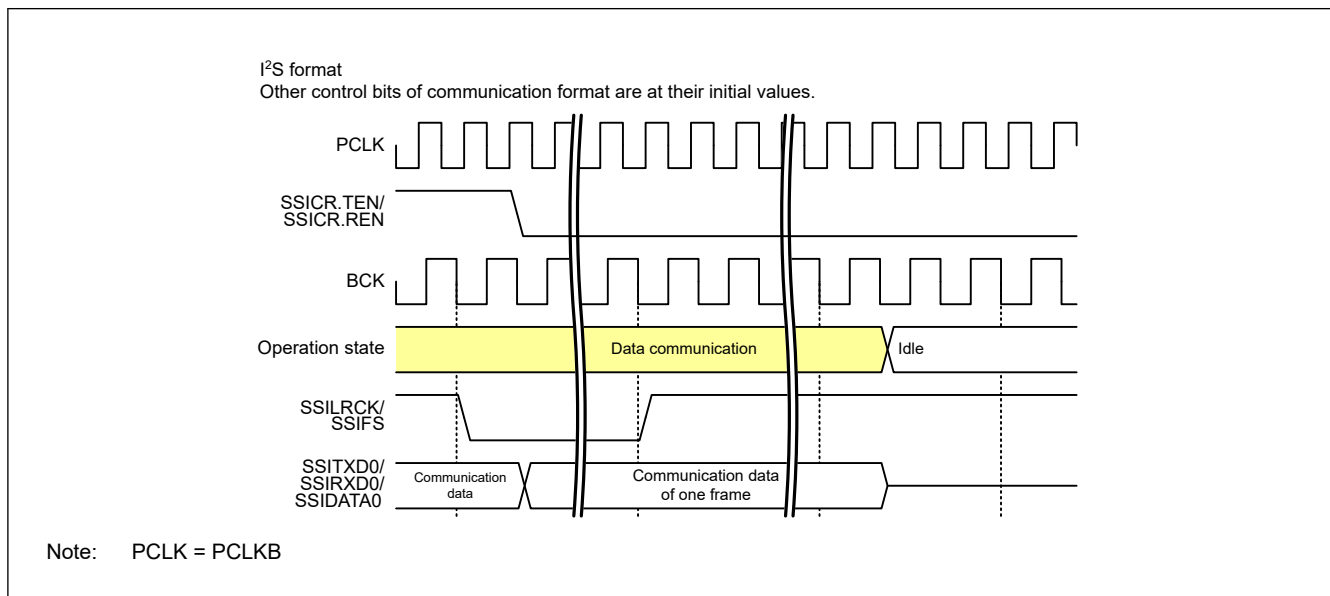 I²S format
Other control bits of communication format are at their initial values.
PCLK
SSICR.TEN/
SSICR.REN
BCK
Operation state
Data communication
Idle
SSILRCK/
SSIFS
SSITXD0/
SSIRXD0/
SSIDATA0
Communication
data
Communication data
of one frame
Note: PCLK = PCLKB